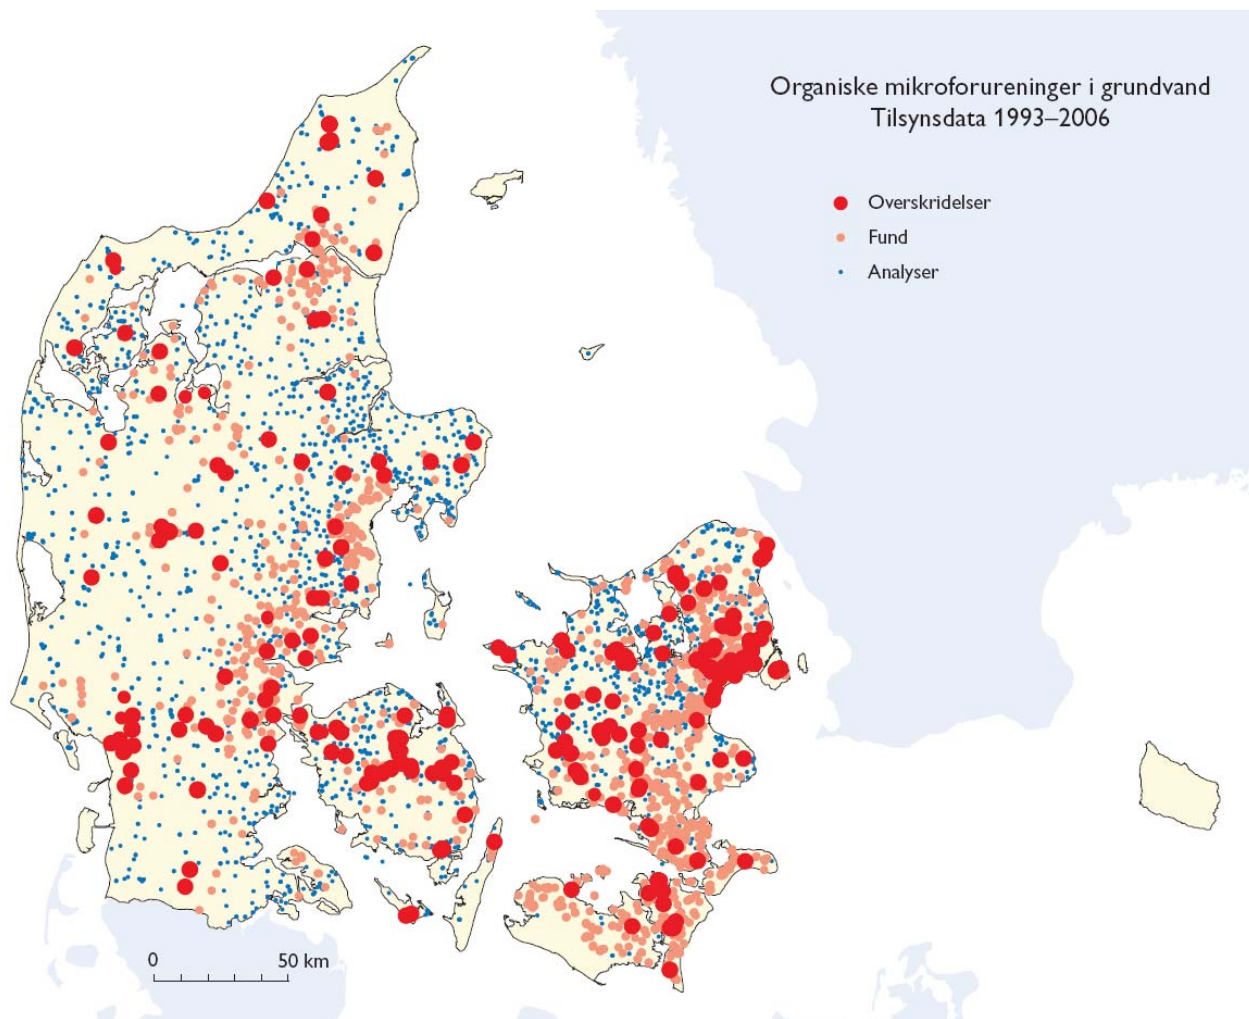 Organiske mikroforureninger i grundvand
Tilsynsdata 1993–2006
Overskridelser
Fund
Analyser
0 50 km